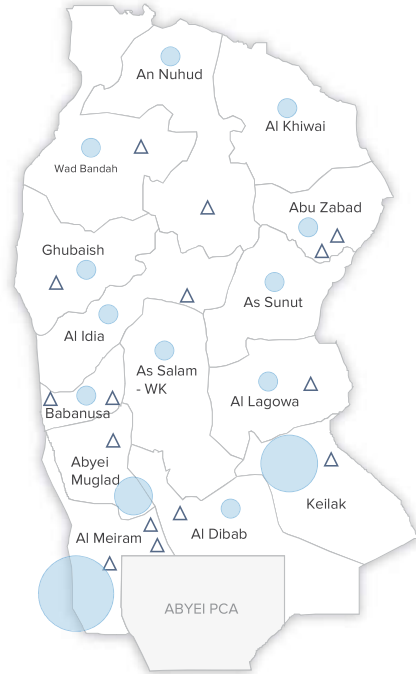 An Nuhud
Al Khiwai
Wad Bandah
Abu Zabad
Ghubaish
As Sunut
Al Idia
As Salam
- WK
Al Lagowa
Babanusa
Abyei
Muglad
Keilak
Al Meiram
Al Dibab
ABYEI PCA